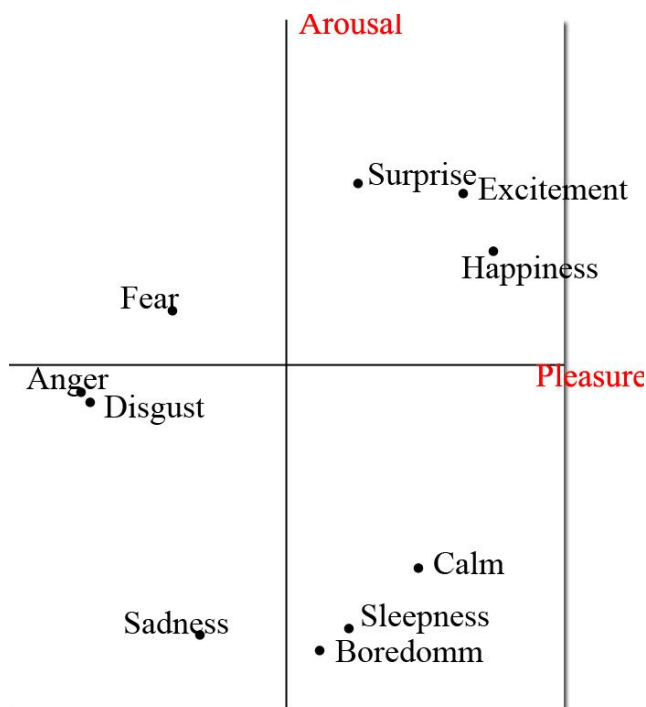 Arousal
Surprise
Excitement
Happiness
Fear
Pleasure
Anger
Disgust
Calm
Sleepness
Sadness
Boredomm